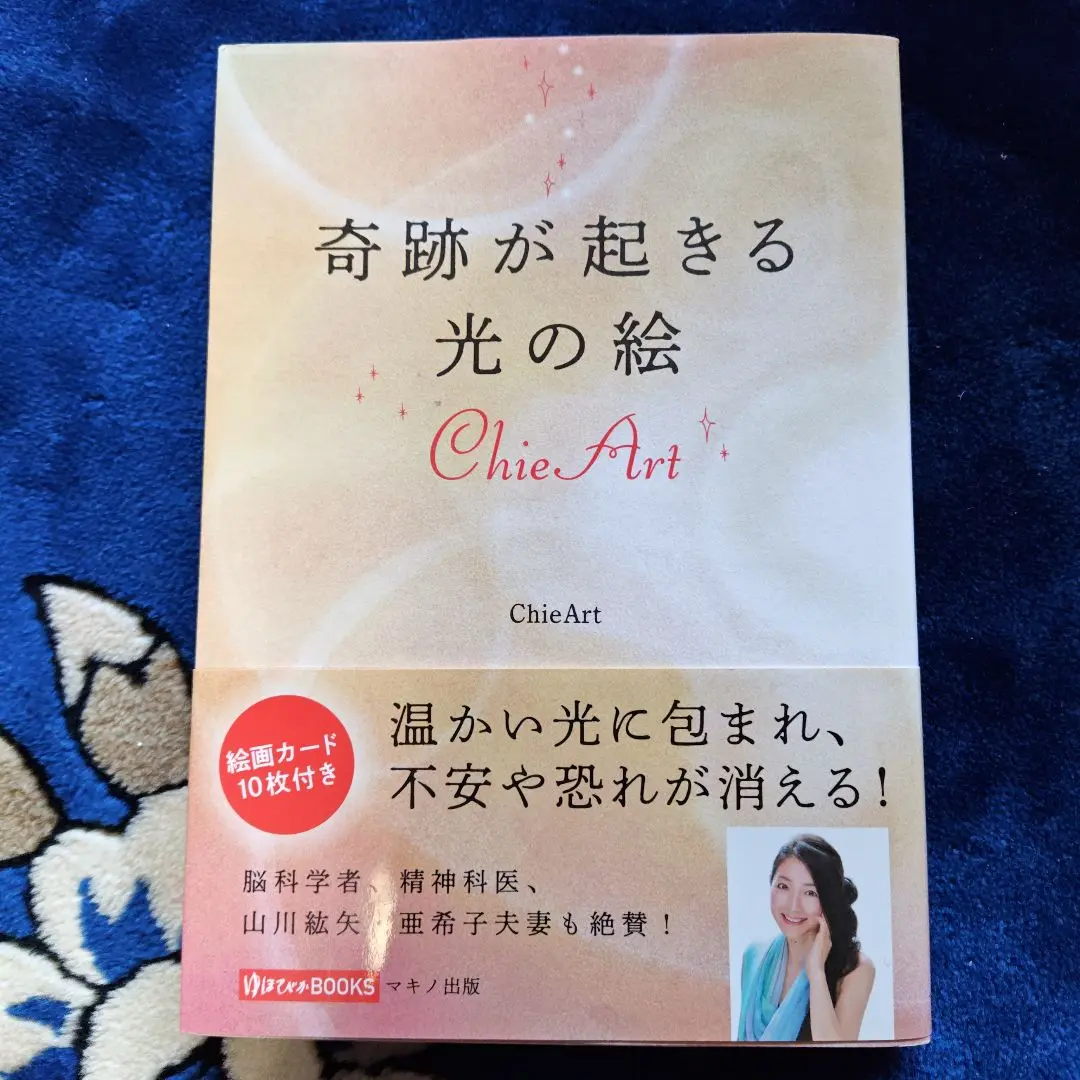 奇跡が起きる
光の絵
Chie Art
ChieArt
絵画カード
10枚付き
温かい光に包まれ、
不安や恐れが消える!
脳科学者、精神科医、
山川紘矢・亜希子夫妻も絶賛!
ゆほびかBOOKS マキノ出版